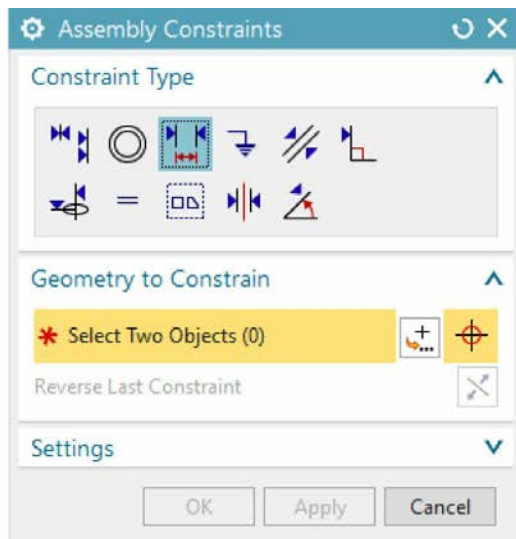 Assembly Constraints
Constraint Type
Geometry to Constrain
* Select Two Objects (0)
Reverse Last Constraint
Settings
OK Apply Cancel